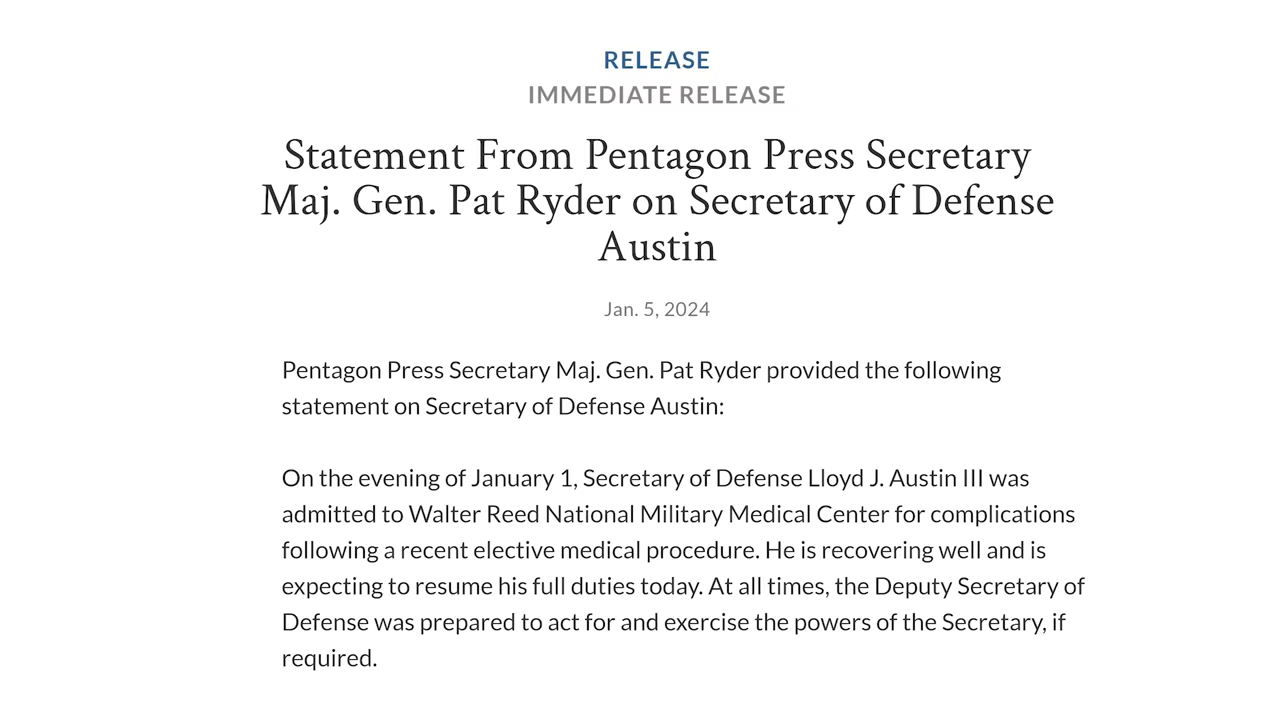 RELEASE
IMMEDIATE RELEASE
Statement From Pentagon Press Secretary
Maj. Gen. Pat Ryder on Secretary of Defense
Austin
Jan. 5, 2024
Pentagon Press Secretary Maj. Gen. Pat Ryder provided the following
statement on Secretary of Defense Austin:
On the evening of January 1, Secretary of Defense Lloyd J. Austin III was
admitted to Walter Reed National Military Medical Center for complications
following a recent elective medical procedure. He is recovering well and is
expecting to resume his full duties today. At all times, the Deputy Secretary of
Defense was prepared to act for and exercise the powers of the Secretary, if
required.